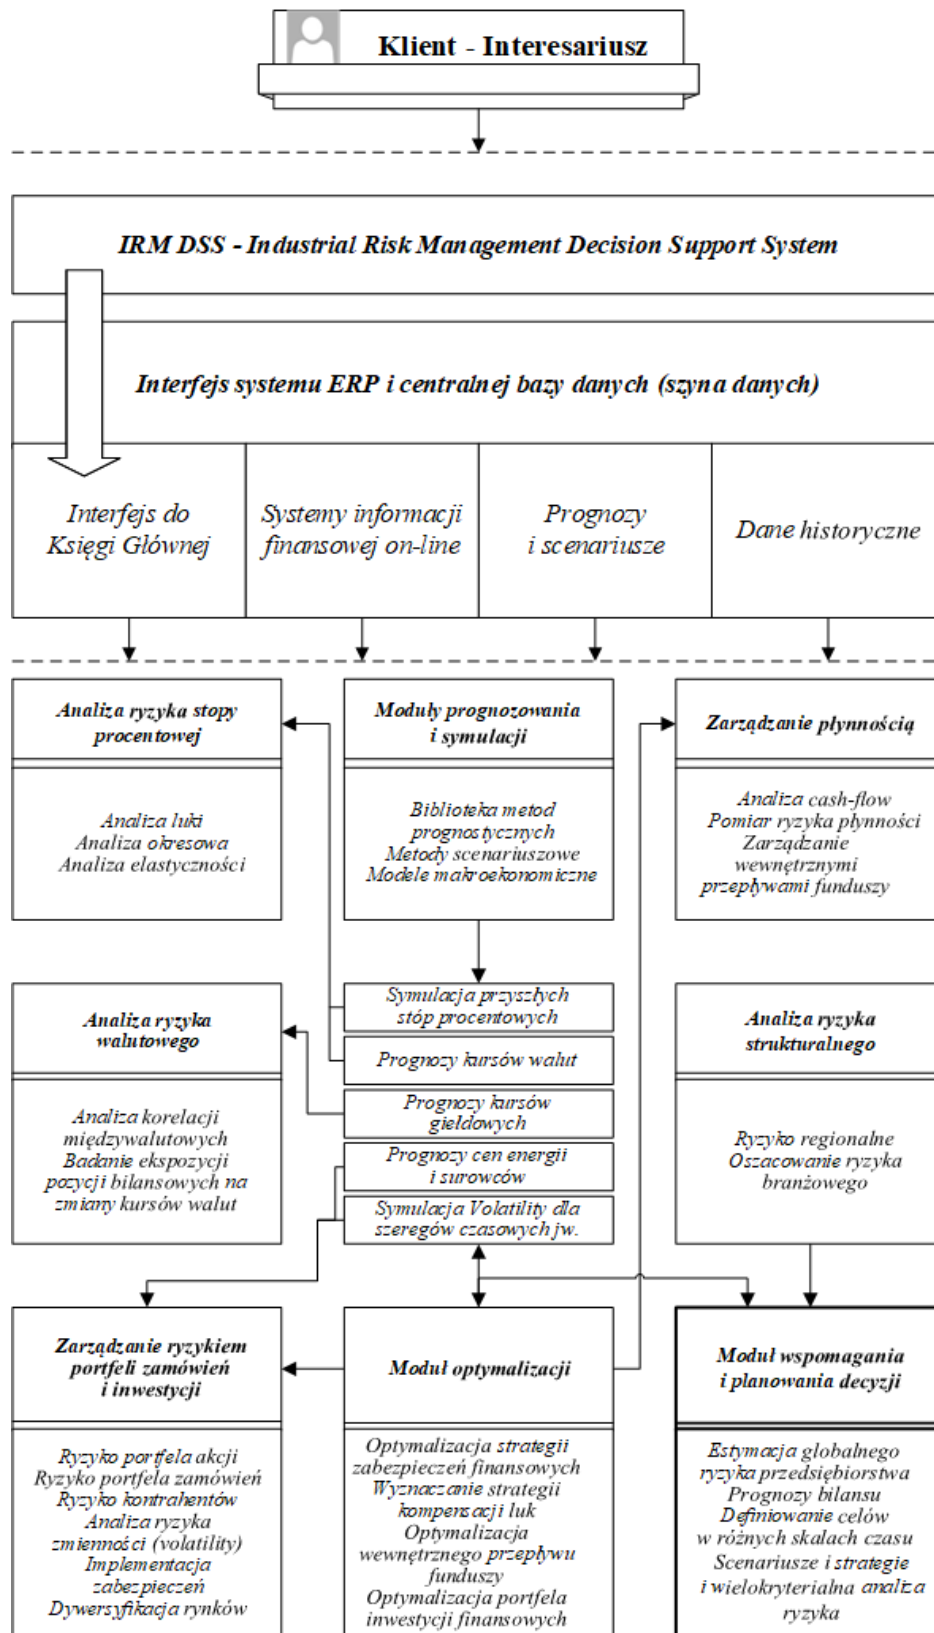 Klient - Interesariusz
IRM DSS - Industrial Risk Management Decision Support System
Interfejs systemu ERP i centralnej bazy danych (szyna danych)
Interfejs do
Księgi Głównej
Systemy informacji
finansowej on-line
Prognozy
i scenariusze
Dane historyczne
Analiza ryzyka stopy
procentowej
Analiza luki
Analiza okresowa
Analiza elastyczności
Moduły prognozowania
i symulacji
Biblioteka metod
prognostycznych
Metody scenariuszowe
Modele makroekonomiczne
Zarządzanie płynnością
Analiza cash-flow
Pomiar ryzyka płynności
Zarządzanie
wewnętrznymi
przepływami funduszy
Analiza ryzyka
walutowego
Analiza korelacji
międzywalutowych
Badanie ekspozycji
pozycji bilansowych na
zmiany kursów walut
Symulacja przyszłych
stóp procentowych
Prognozy kursów walut
Prognozy kursów
giełdowych
Prognozy cen energii
i surowców
Symulacja Volatility dla
szeregów czasowych jw.
Analiza ryzyka
strukturalnego
Ryzyko regionalne
Oszacowanie ryzyka
branżowego
Zarządzanie ryzykiem
portfeli zamówień
i inwestycji
Ryzyko portfela akcji
Ryzyko portfela zamówień
Ryzyko kontrahentów
Analiza ryzyka
zmienności (volatility)
Implementacja
zabezpieczeń
Dywersyfikacja rynków
Moduł optymalizacji
Optymalizacja strategii
zabezpieczeń finansowych
Wyznaczanie strategii
kompensacji luk
Optymalizacja
wewnętrznego przepływu
funduszy
Optymalizacja portfela
inwestycji finansowych
Moduł wspomagania
i planowania decyzji
Estymacja globalnego
ryzyka przedsiębiorstwa
Prognozy bilansu
Definiowanie celów
w różnych skalach czasu
Scenariusze i strategie
i wielokryterialna analiza
ryzyka